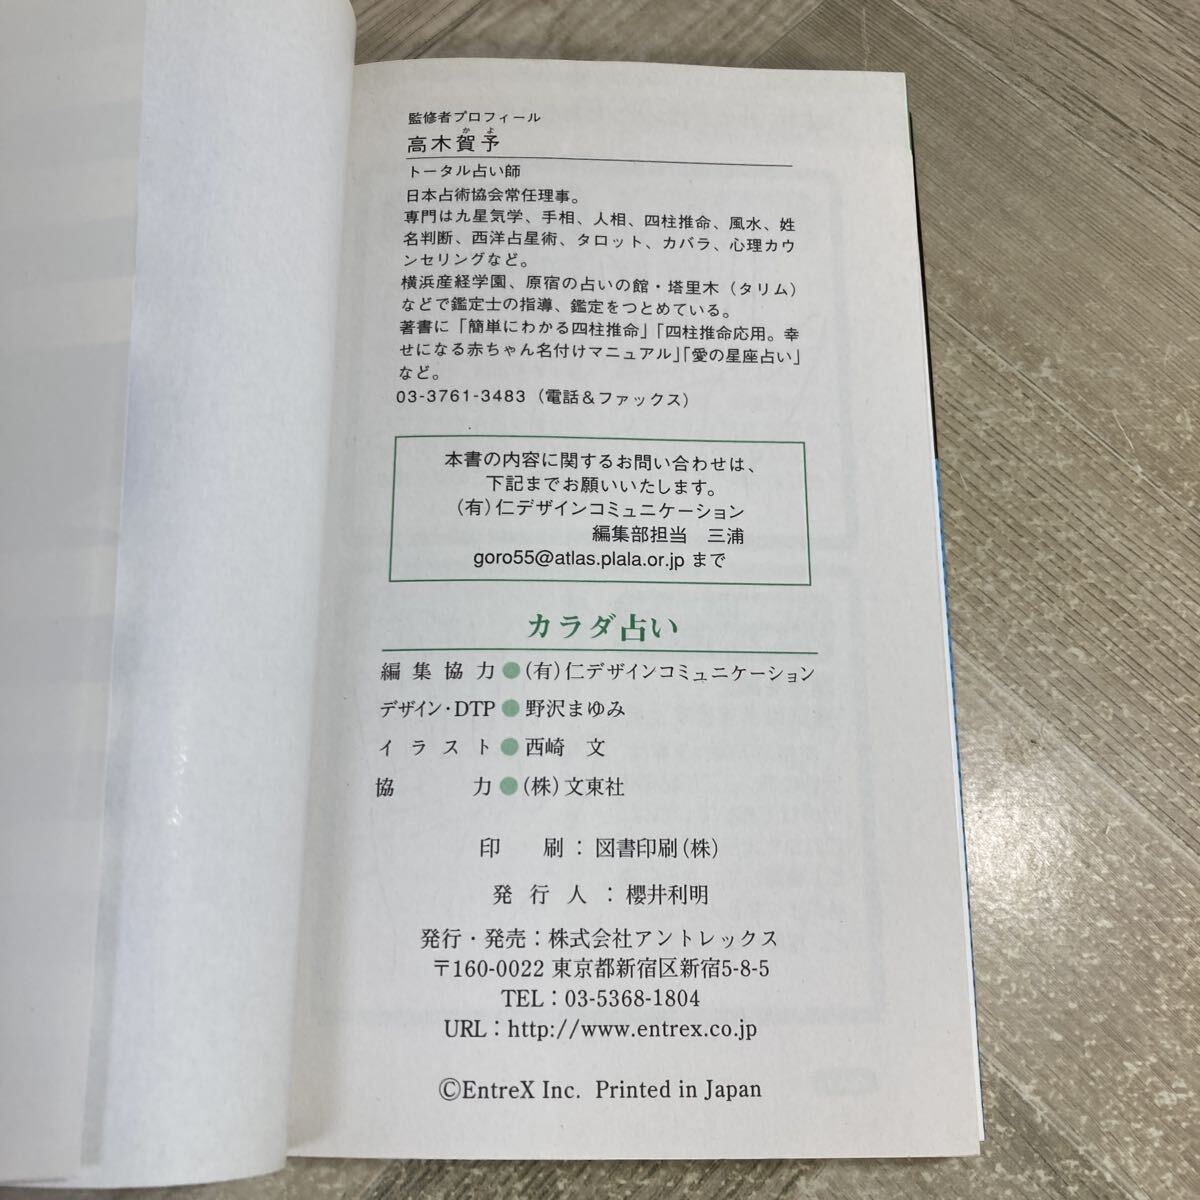 監修者プロフィール
高木賀予
かよ
トータル占い師
日本占術協会常任理事。
専門は九星気学、手相、人相、四柱推命、風水、姓
名判断、西洋占星術、タロット、カバラ、心理カウ
ンセリングなど。
横浜産経学園、原宿の占いの館・塔里木（タリム）
などで鑑定士の指導、鑑定をつとめている。
著書に「簡単にわかる四柱推命」「四柱推命応用。幸
せになる赤ちゃん名付けマニュアル」「愛の星座占い」
など。
03-3761-3483（電話＆ファックス）
本書の内容に関するお問い合わせは、
下記までお願いいたします。
（有）仁デザインコミュニケーション
編集部担当　三浦
goro55@atlas.plala.or.jp まで
カラダ占い
編集協力●（有）仁デザインコミュニケーション
デザイン・DTP●野沢まゆみ
イラスト●西崎　文
協力●（株）文東社
印　刷：図書印刷（株）
発行人：櫻井利明
発行・発売：株式会社アントレックス
〒160-0022 東京都新宿区新宿5-8-5
TEL：03-5368-1804
URL：http://www.entrex.co.jp
©EntreX Inc. Printed in Japan